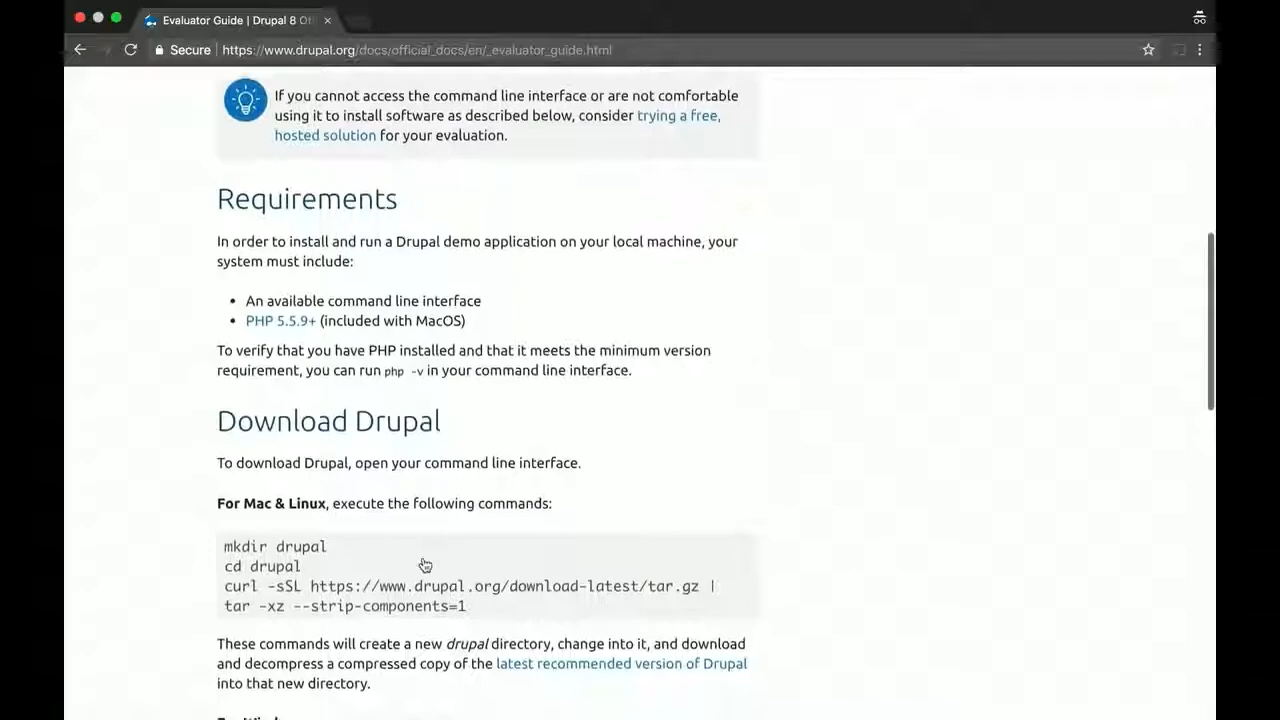 Evaluator Guide | Drupal 8 Off
Secure https://www.drupal.org/docs/official_docs/en/_evaluator_guide.html
If you cannot access the command line interface or are not comfortable
using it to install software as described below, consider trying a free,
hosted solution for your evaluation.
Requirements
In order to install and run a Drupal demo application on your local machine, your
system must include:
• An available command line interface
• PHP 5.5.9+ (included with MacOS)
To verify that you have PHP installed and that it meets the minimum version
requirement, you can run php -v in your command line interface.
Download Drupal
To download Drupal, open your command line interface.
For Mac & Linux, execute the following commands:
mkdir drupal
cd drupal
curl -sSL https://www.drupal.org/download-latest/tar.gz |
tar -xz --strip-components=1
These commands will create a new drupal directory, change into it, and download
and decompress a compressed copy of the latest recommended version of Drupal
into that new directory.